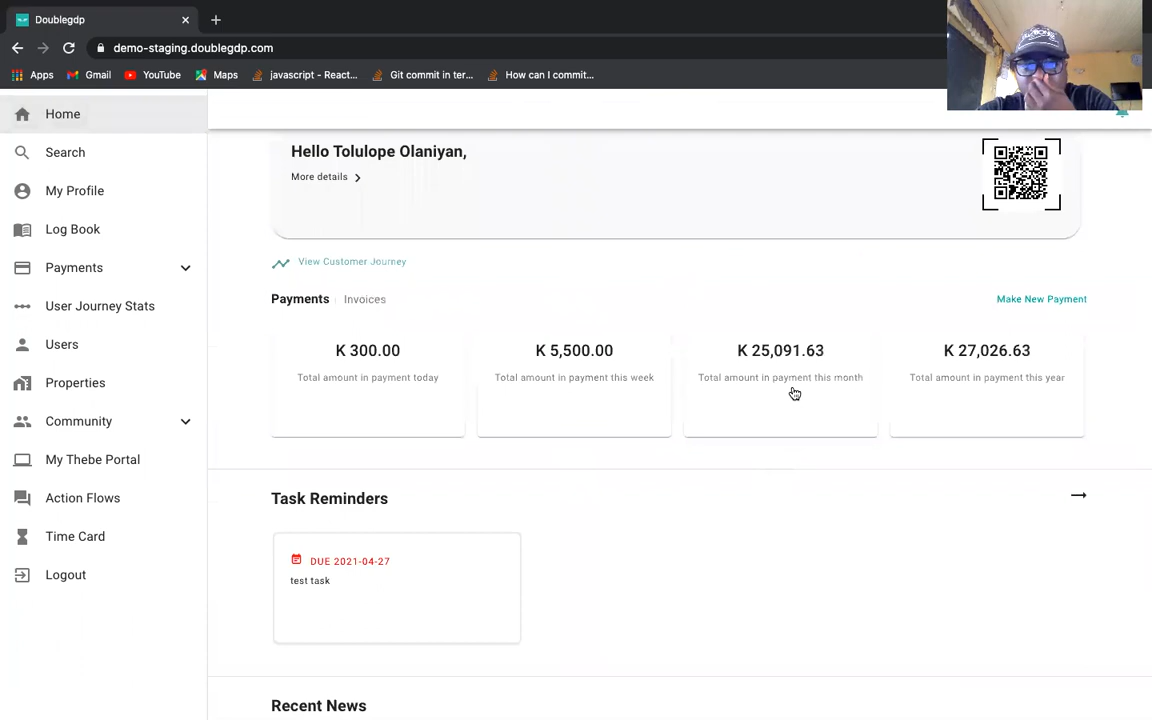 Doublegdp
demo-staging.doublegdp.com
Apps Gmail YouTube Maps javascript - React... Git commit in ter... How can I commit...
Home
Search
My Profile
Log Book
Payments
User Journey Stats
Users
Properties
Community
My Thebe Portal
Action Flows
Time Card
Logout
Hello Tolulope Olaniyan,
More details
View Customer Journey
Payments Invoices Make New Payment
K 300.00
Total amount in payment today
K 5,500.00
Total amount in payment this week
K 25,091.63
Total amount in payment this month
K 27,026.63
Total amount in payment this year
Task Reminders
DUE 2021-04-27
test task
Recent News